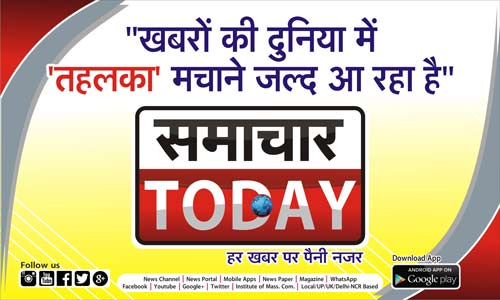 "खबरों की दुनिया में
'तहलका' मचाने जल्द आ रहा है"
समाचार
TODAY
हर खबर पर पैनी नजर
Follow us
Download App
ANDROID APP ON
Google play
News Channel | News Portal | Mobile Apps | News Paper | Magazine | WhatsApp
Facebook | Youtube | Google+ | Twitter | Institute of Mass. Com. | Local:UP/UK/Delhi-NCR Based